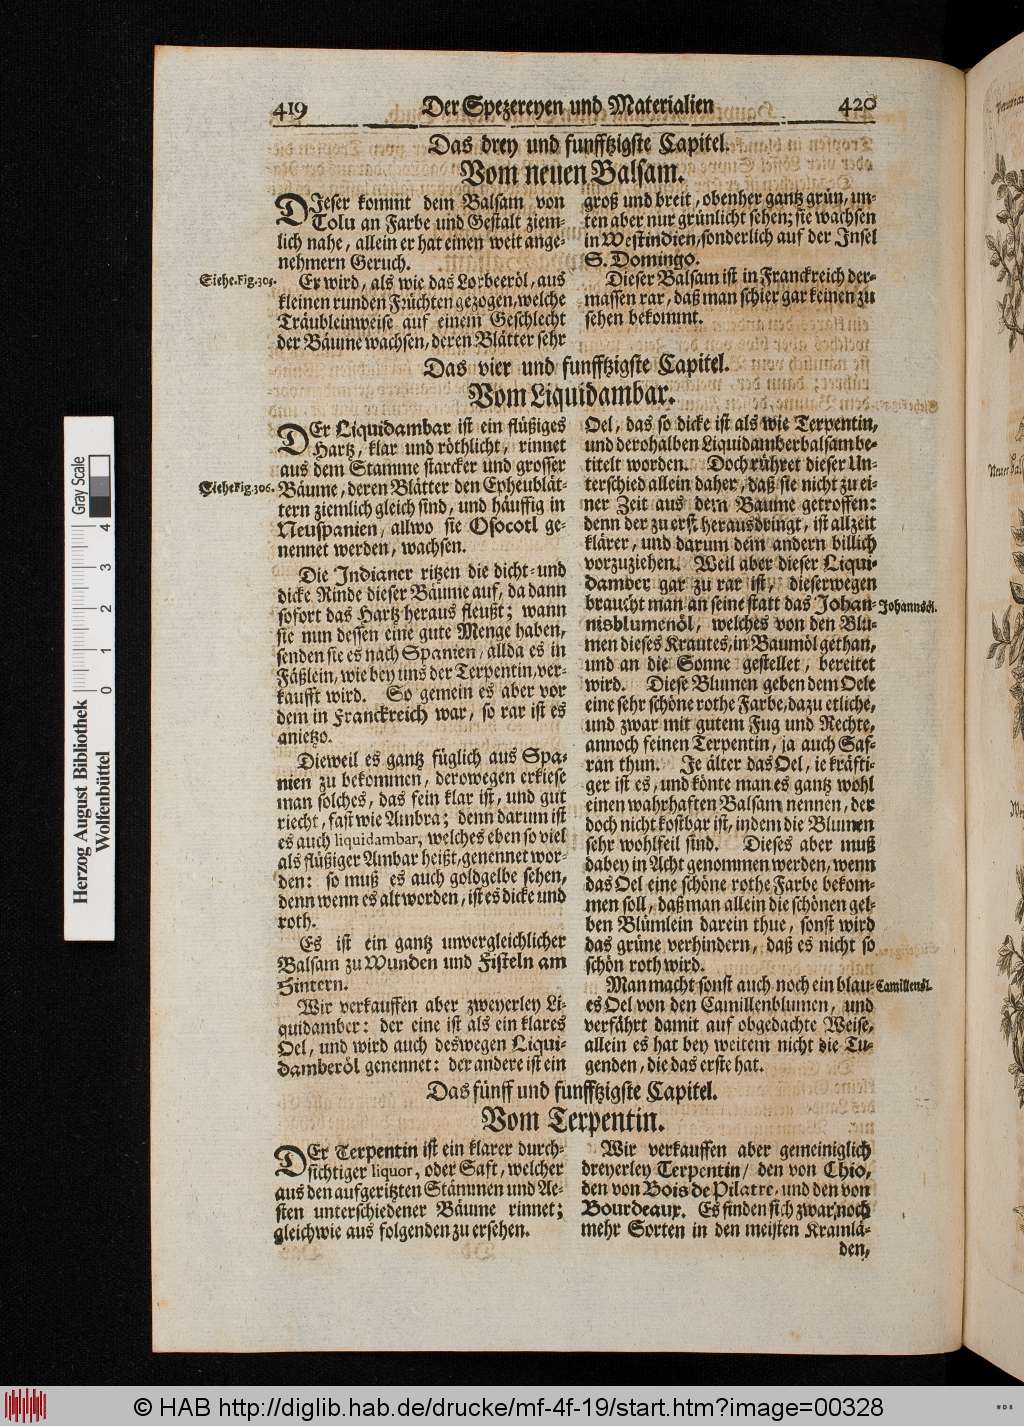 419 Der Spezereyen und Materialien 420
Das drey und funfftzigste Capitel.
Vom neuen Balsam.
DJeser kommt dem Balsam von
Tolu an Farbe und Gestalt ziem-
lich nahe, allein er hat einen weit ange-
nehmern Geruch.
Siehe. Fig. 305.
Er wird, als wie das Lorbeeröl, aus
kleinen runden Früchten gezogen, welche
Träubleinweise auf einem Geschlecht
der Bäume wachsen, deren Blätter sehr
groß und breit, obenher gantz grün, un-
ten aber nur grünlicht sehen; sie wachsen
in Westindien, sonderlich auf der Insel
S. Domingo.
Dieser Balsam ist in Franckreich der-
massen rar, daß man schier gar keinen zu
sehen bekommt.
Das vier und funfftzigste Capitel.
Vom Liquidambar.
DEr Liquidambar ist ein flüßiges
Hartz, klar und röthlicht, rinnet
aus dem Stamme starcker und grosser
Siehe Fig. 306.
Bäume, deren Blätter den Epheublät-
tern ziemlich gleich sind, und häuffig in
Neuspanien, allwo sie Osocotl ge-
nennet werden, wachsen.
Die Indianer ritzen die dicht- und
dicke Rinde dieser Bäume auf, da dann
sofort das Hartz heraus fleußt; wann
sie nun dessen eine gute Menge haben,
senden sie es nach Spanien, allda es in
Fäßlein, wie bey uns der Terpentin, ver-
kaufft wird. So gemein es aber vor
dem in Franckreich war, so rar ist es
anietzo.
Dieweil es gantz füglich aus Spa-
nien zu bekommen, derowegen erkiese
man solches, das fein klar ist, und gut
riecht, fast wie Ambra; denn darum ist
es auch liquidambar, welches eben so viel
als flüßiger Ambar heißt, genennet wor-
den: so muß es auch goldgelbe sehen,
denn wenn es alt worden, ist es dicke und
roth.
Es ist ein gantz unvergleichlicher
Balsam zu Wunden und Fisteln am
Hintern.
Wir verkauffen aber zweyerley Li-
quidamber: der eine ist als ein klares
Oel, und wird auch deswegen Liqui-
damberöl genennet: der andere ist ein
Oel, das so dicke ist als wie Terpentin,
und derohalben Liquidamberbalsam be-
titelt worden. Doch rühret dieser Un-
terschied allein daher, daß sie nicht zu ei-
ner Zeit aus dem Baume getroffen:
denn der zu erst herausdringt, ist allzeit
klärer, und darum dem andern billich
vorzuziehen. Weil aber dieser Liqui-
damber gar zu rar ist, dieserwegen
braucht man an seine statt das Johan-
Johannsöl.
nisblumenöl, welches von den Blu-
men dieses Krautes, in Baumöl gethan,
und an die Sonne gestellet, bereitet
wird. Diese Blumen geben dem Oele
eine sehr schöne rothe Farbe, dazu etliche,
und zwar mit gutem Fug und Rechte,
annoch feinen Terpentin, ja auch Saf-
ran thun. Je älter das Oel, ie kräfti-
ger ist es, und könte man es gantz wohl
einen wahrhaften Balsam nennen, der
doch nicht kostbar ist, indem die Blumen
sehr wohlfeil sind. Dieses aber muß
dabey in Acht genommen werden, wenn
das Oel eine schöne rothe Farbe bekom-
men soll, daß man allein die schönen gel-
ben Blümlein darein thue, sonst wird
das grüne verhindern, daß es nicht so
schön roth wird.
Man macht sonst auch noch ein blau-
Camillenöl.
es Oel von den Camillenblumen, und
verfährt damit auf obgedachte Weise,
allein es hat bey weitem nicht die Tu-
genden, die das erste hat.
Das fünff und funfftzigste Capitel.
Vom Terpentin.
DEr Terpentin ist ein klarer durch-
sichtiger liquor, oder Saft, welcher
aus den aufgeritzten Stämmen und Ae-
sten unterschiedener Bäume rinnet;
gleichwie aus folgenden zu ersehen.
Wir verkauffen aber gemeiniglich
dreyerley Terpentin/ den von Chio,
den von Bois de Pilatre, und den von
Bourdeaux. Es finden sich zwar noch
mehr Sorten in den meisten Kramlä-
den,
Herzog August Bibliothek
Wolfenbüttel
0 1 2 3 4
Gray Scale
© HAB http://diglib.hab.de/drucke/mf-4f-19/start.htm?image=00328